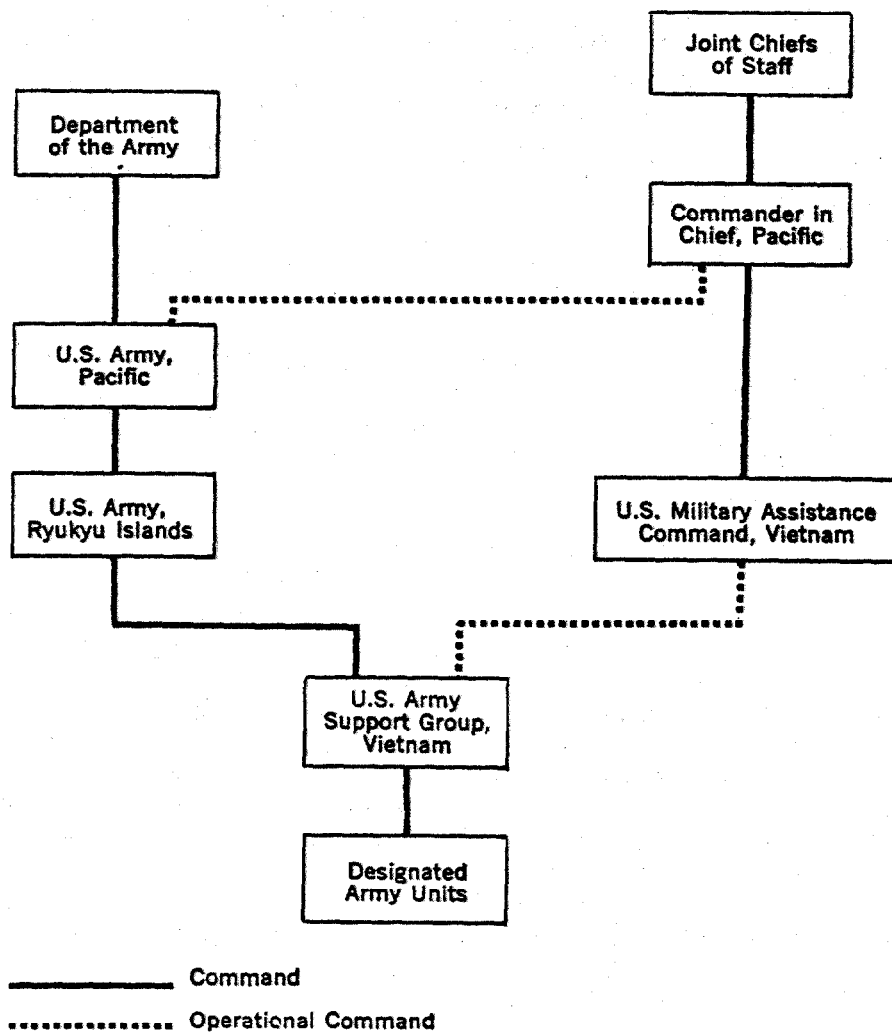 Joint Chiefs
of Staff
Department
of the Army
Commander in
Chief, Pacific
U.S. Army,
Pacific
U.S. Army,
Ryukyu Islands
U.S. Military Assistance
Command, Vietnam
U.S. Army
Support Group,
Vietnam
Designated
Army Units
Command
Operational Command